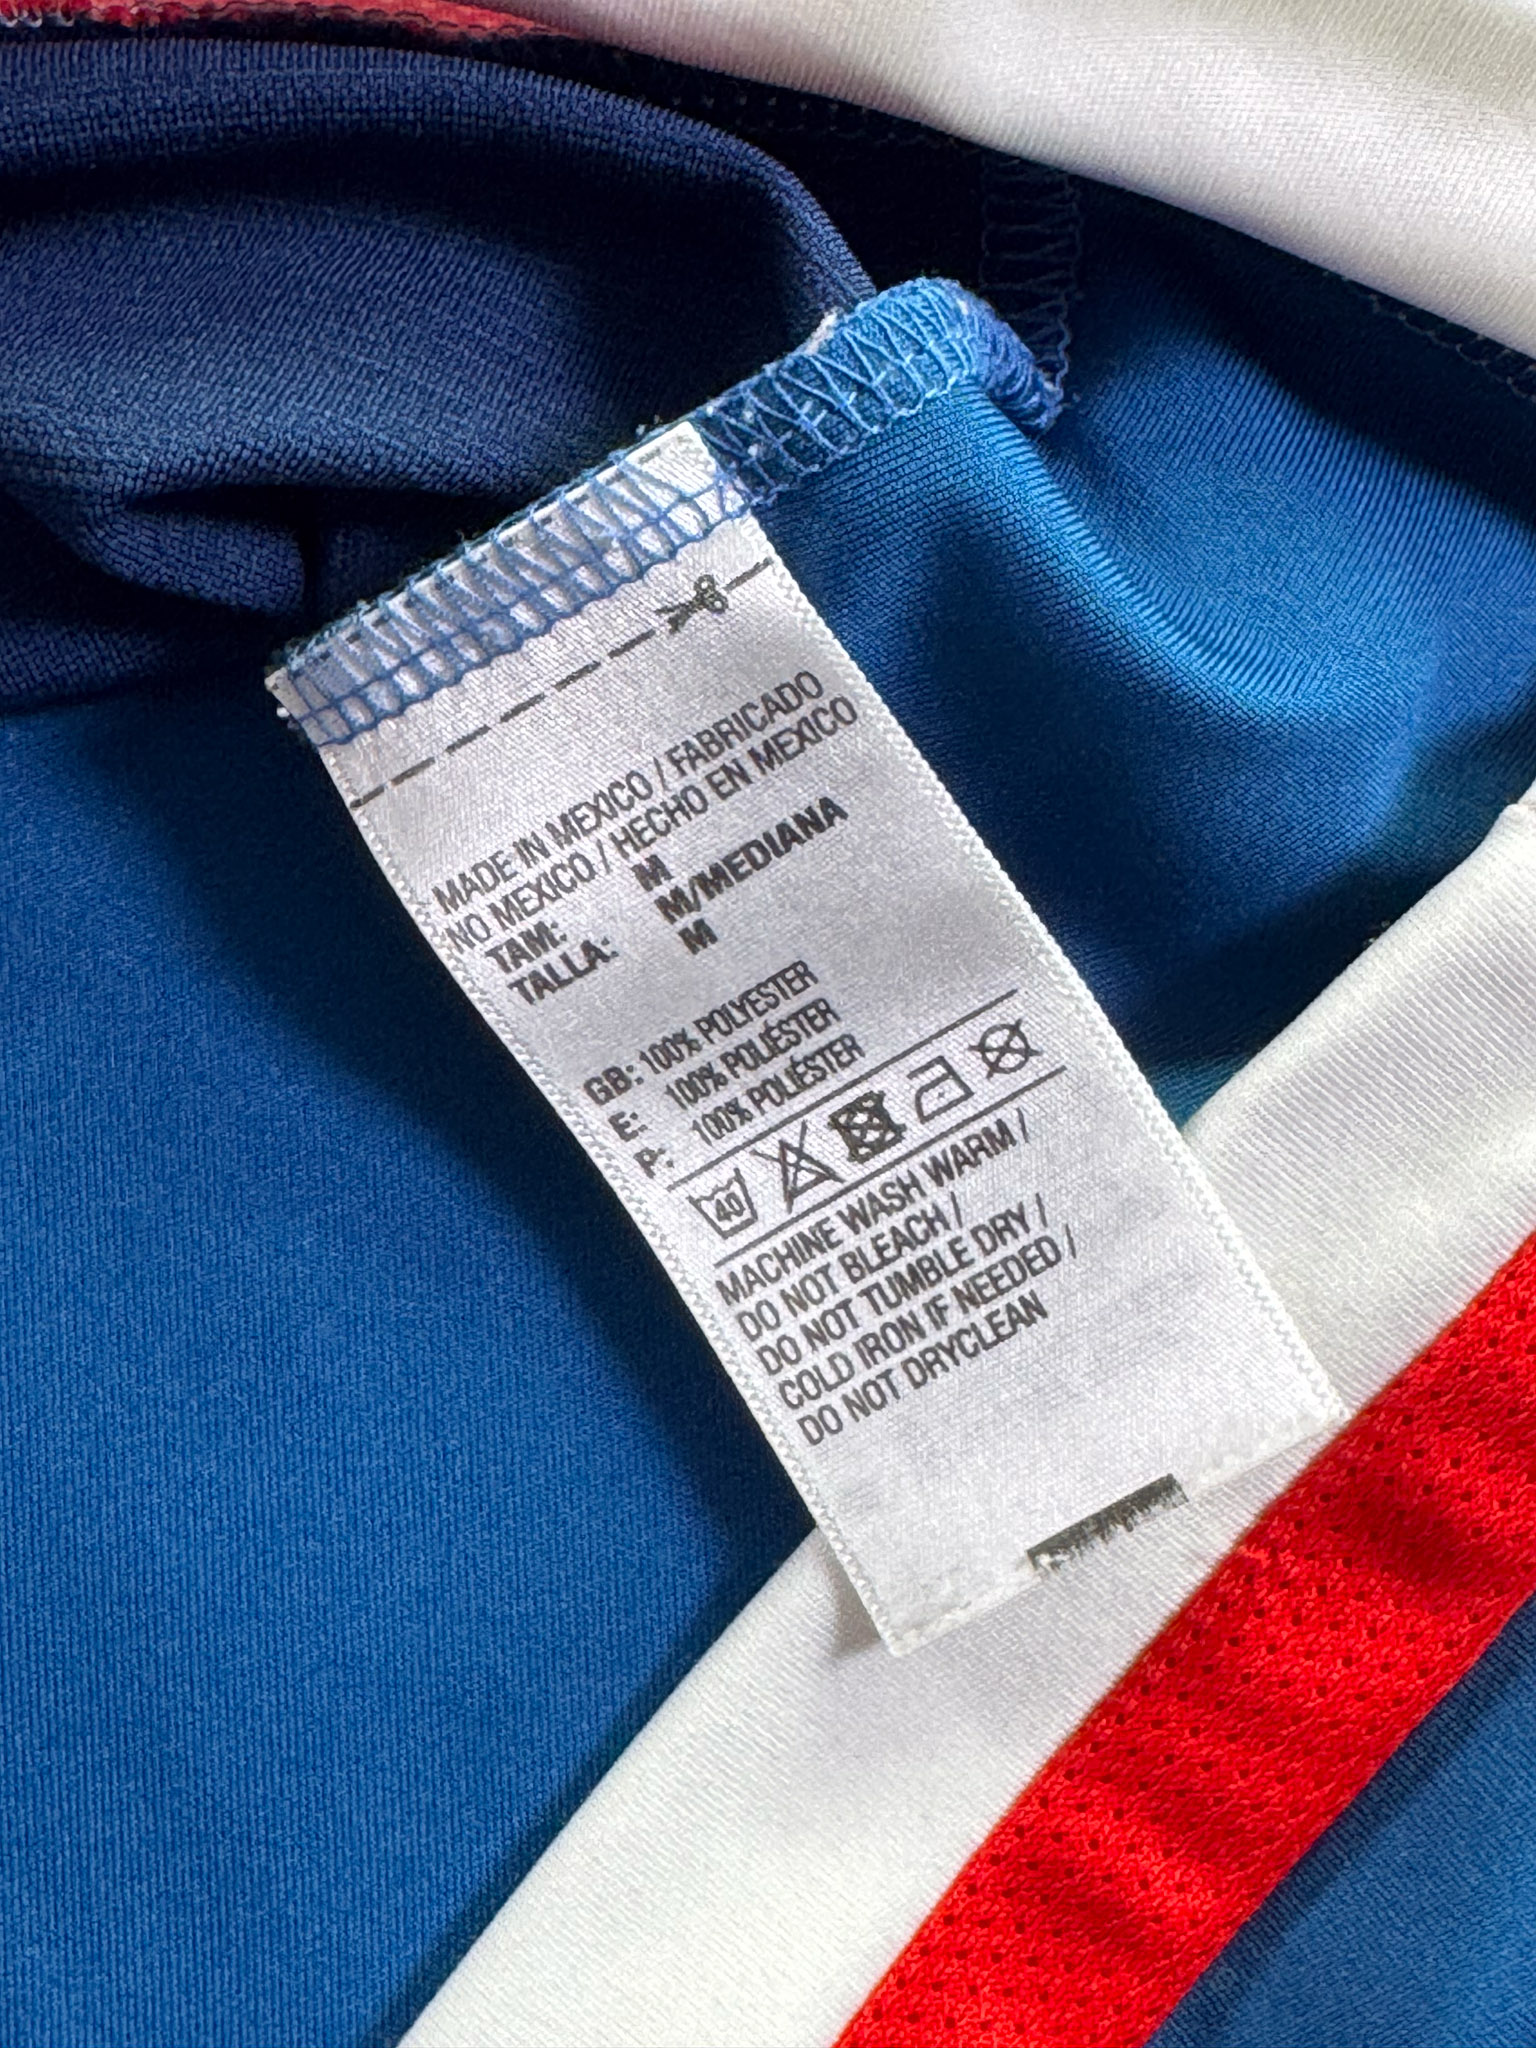 MADE IN MEXICO / FABRICADO
NO MEXICO / HECHO EN MEXICO
M
TAM: M/MEDIANA
TALLA: M
GB: 100% POLYESTER
E: 100% POLIÉSTER
P: 100% POLIÉSTER
40
MACHINE WASH WARM /
DO NOT BLEACH /
DO NOT TUMBLE DRY /
COLD IRON IF NEEDED /
DO NOT DRYCLEAN